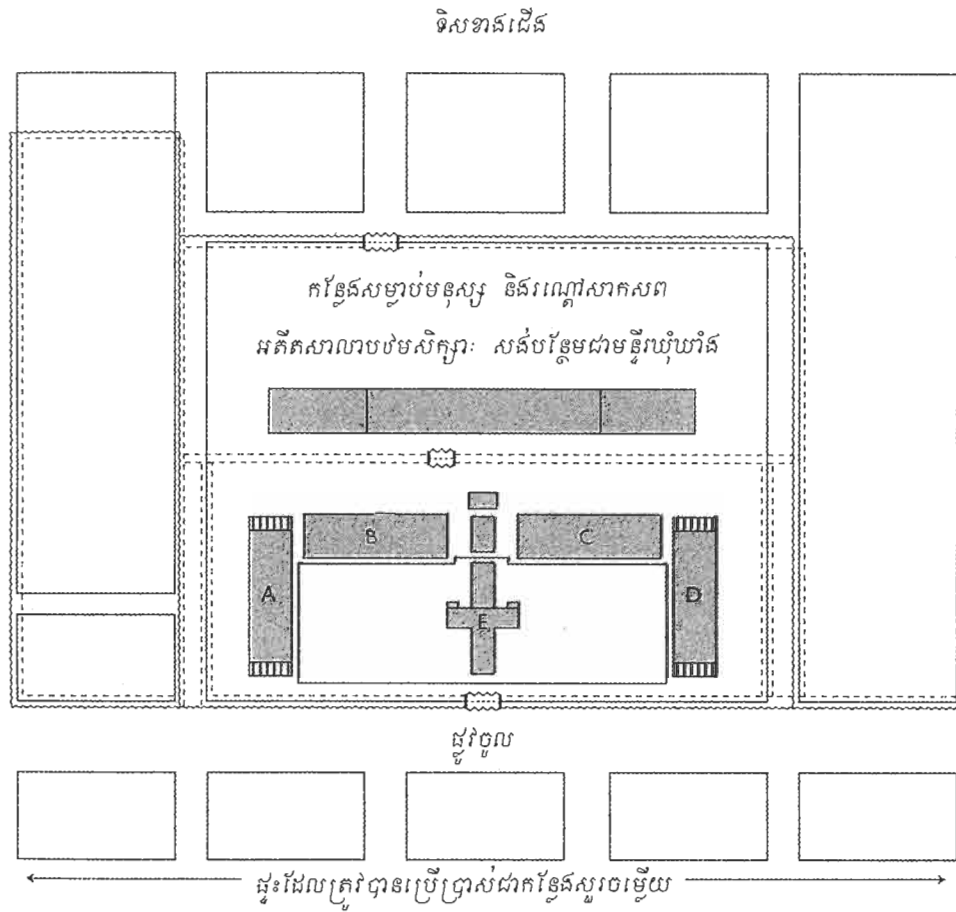 ទិសខាងជើង
កន្លែងសម្លាប់មនុស្ស និងរណ្ដៅសាកសព
អតីតសាលាបឋមសិក្សាៈ សង់បន្ថែមជាមន្ទីរឃុំឃាំង
B
C
A
D
E
ផ្លូវចូល
ផ្ទះដែលត្រូវបានប្រើប្រាស់ជាកន្លែងសួរចម្លើយ